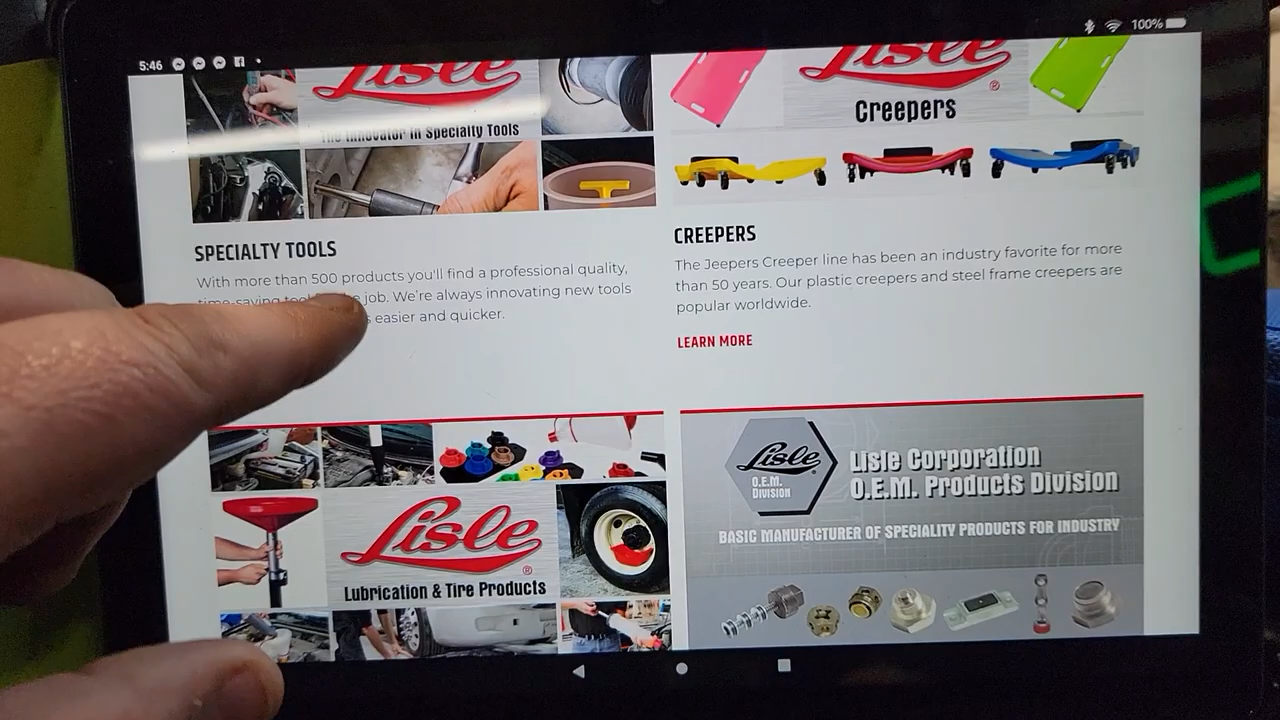 5:46
100%
Lisle
The Innovator in Specialty Tools
Lisle
®
Creepers
SPECIALTY TOOLS
With more than 500 products you'll find a professional quality,
time-saving job. We're always innovating new tools
easier and quicker.
CREEPERS
The Jeepers Creeper line has been an industry favorite for more
than 50 years. Our plastic creepers and steel frame creepers are
popular worldwide.
LEARN MORE
Lisle
®
Lubrication & Tire Products
Lisle
O.E.M.
DIVISION
Lisle Corporation
O.E.M. Products Division
BASIC MANUFACTURER OF SPECIALITY PRODUCTS FOR INDUSTRY